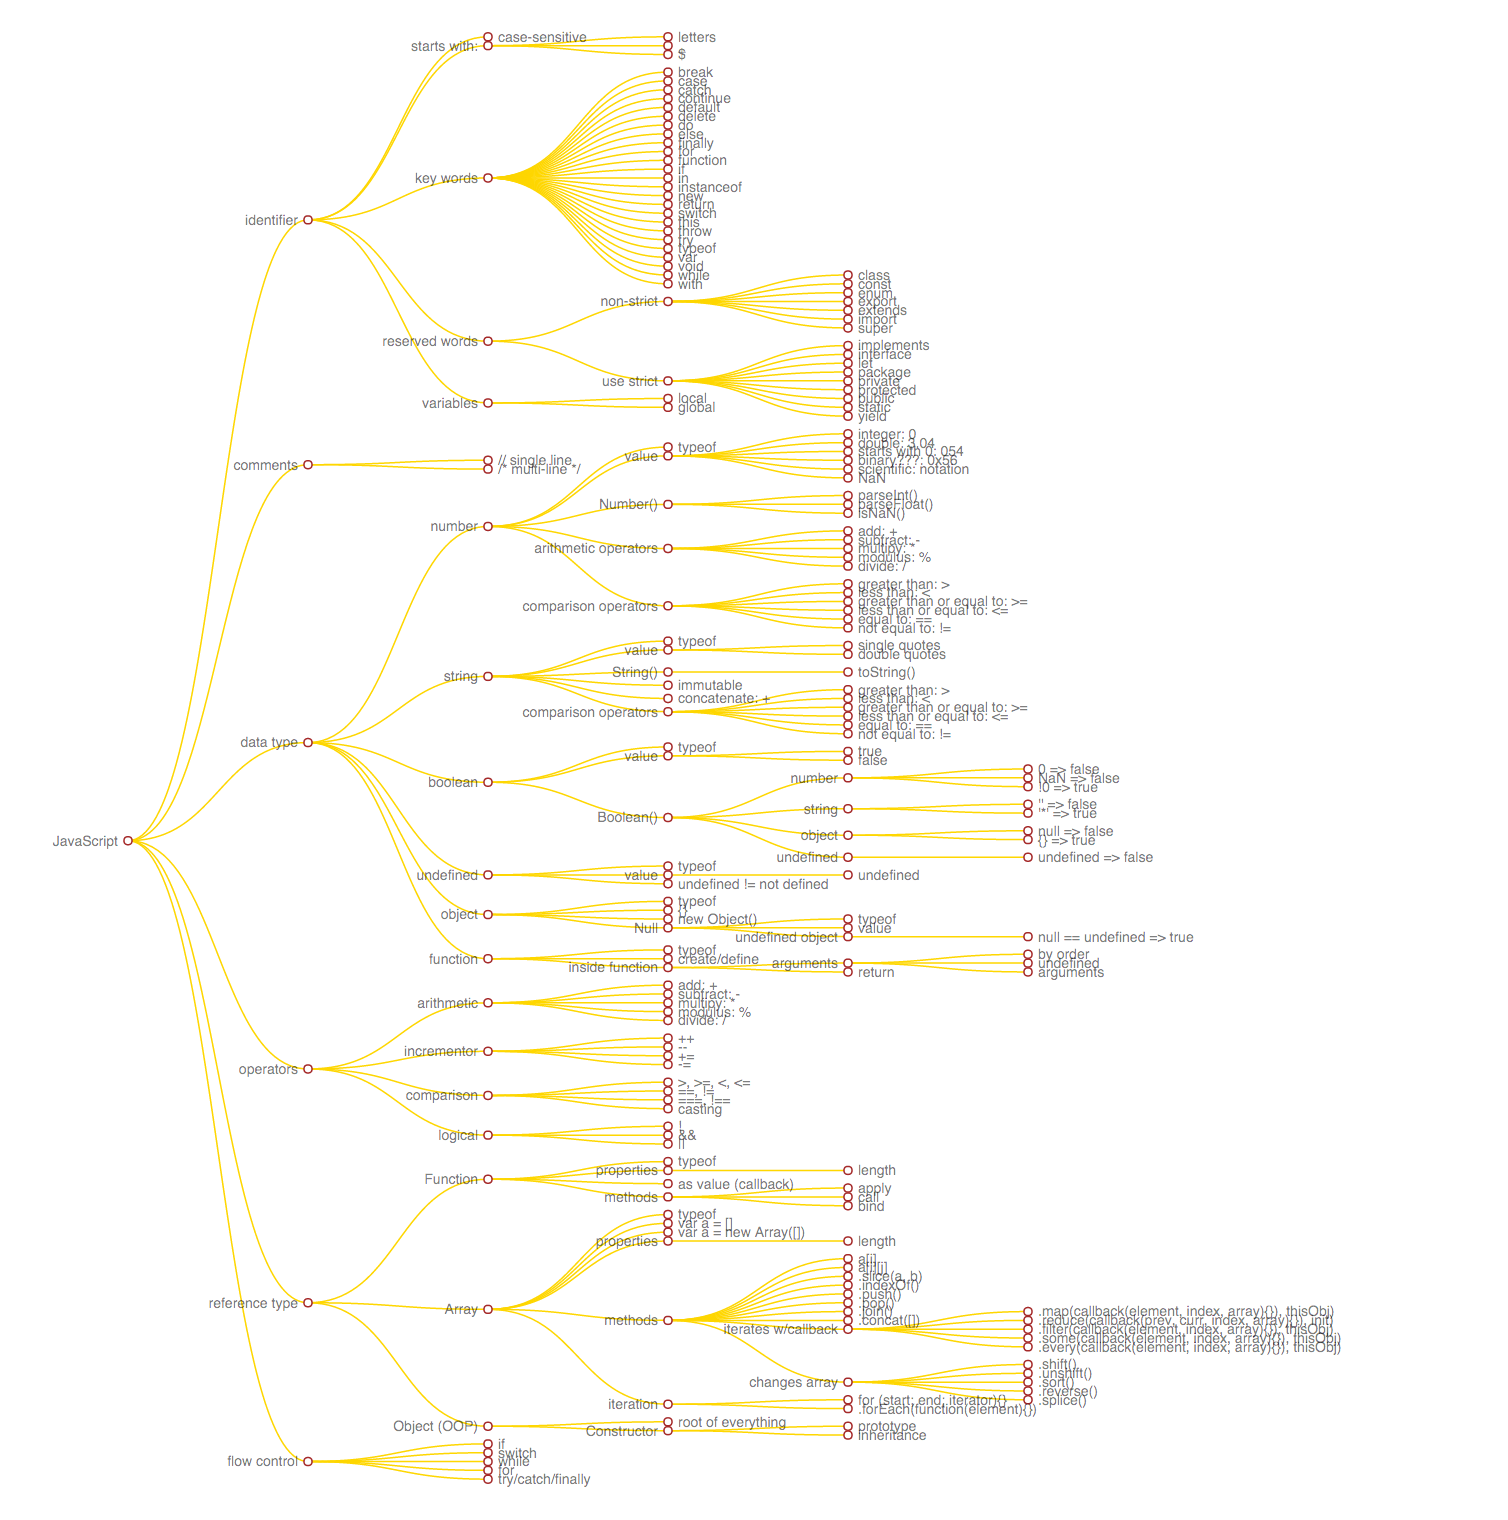 JavaScript
identifier
case-sensitive
starts with:
letters
$
key words
break
case
catch
continue
default
delete
do
else
finally
for
function
if
in
instanceof
new
return
switch
this
throw
try
typeof
var
void
while
with
reserved words
non-strict
class
const
enum
export
extends
import
super
use strict
implements
interface
let
package
private
protected
public
static
yield
variables
local
global
comments
// single line
/* multi-line */
data type
number
typeof
value
integer: 0
double: 3.04
starts with 0: 054
binary???: 0x56
scientific: notation
NaN
Number()
parseInt()
parseFloat()
isNaN()
arithmetic operators
add: +
subtract: -
multipy: *
modulus: %
divide: /
comparison operators
greater than: >
less than: <
greater than or equal to: >=
less than or equal to: <=
equal to: ==
not equal to: !=
string
typeof
value
single quotes
double quotes
String()
toString()
immutable
concatenate: +
comparison operators
greater than: >
less than: <
greater than or equal to: >=
less than or equal to: <=
equal to: ==
not equal to: !=
boolean
typeof
value
true
false
Boolean()
number
0 => false
NaN => false
!0 => true
string
'' => false
'*' => true
object
null => false
{} => true
undefined
undefined => false
undefined
typeof
value
undefined
undefined != not defined
object
typeof
{}
new Object()
Null
typeof
value
undefined object
null == undefined => true
function
typeof
create/define
inside function
arguments
by order
undefined
arguments
return
operators
arithmetic
add: +
subtract: -
multipy: *
modulus: %
divide: /
incrementor
++
--
+=
-=
comparison
>, >=, <, <=
==, !=
===, !==
casting
logical
!
&&
||
reference type
Function
typeof
properties
length
as value (callback)
methods
apply
call
bind
Array
typeof
var a = []
var a = new Array([])
properties
length
methods
a[i]
a[i][j]
.slice(a, b)
.indexOf()
.push()
.pop()
.join()
.concat([])
iterates w/callback
.map(callback(element, index, array){}), thisObj)
.reduce(callback(prev, curr, index, array){}), init)
.filter(callback(element, index, array){}), thisObj)
.some(callback(element, index, array){}), thisObj)
.every(callback(element, index, array){}), thisObj)
changes array
.shift()
.unshift()
.sort()
.reverse()
.splice()
iteration
for (start; end; iterator){}
.forEach(function(element){})
Object (OOP)
root of everything
Constructor
prototype
inheritance
flow control
if
switch
while
for
try/catch/finally